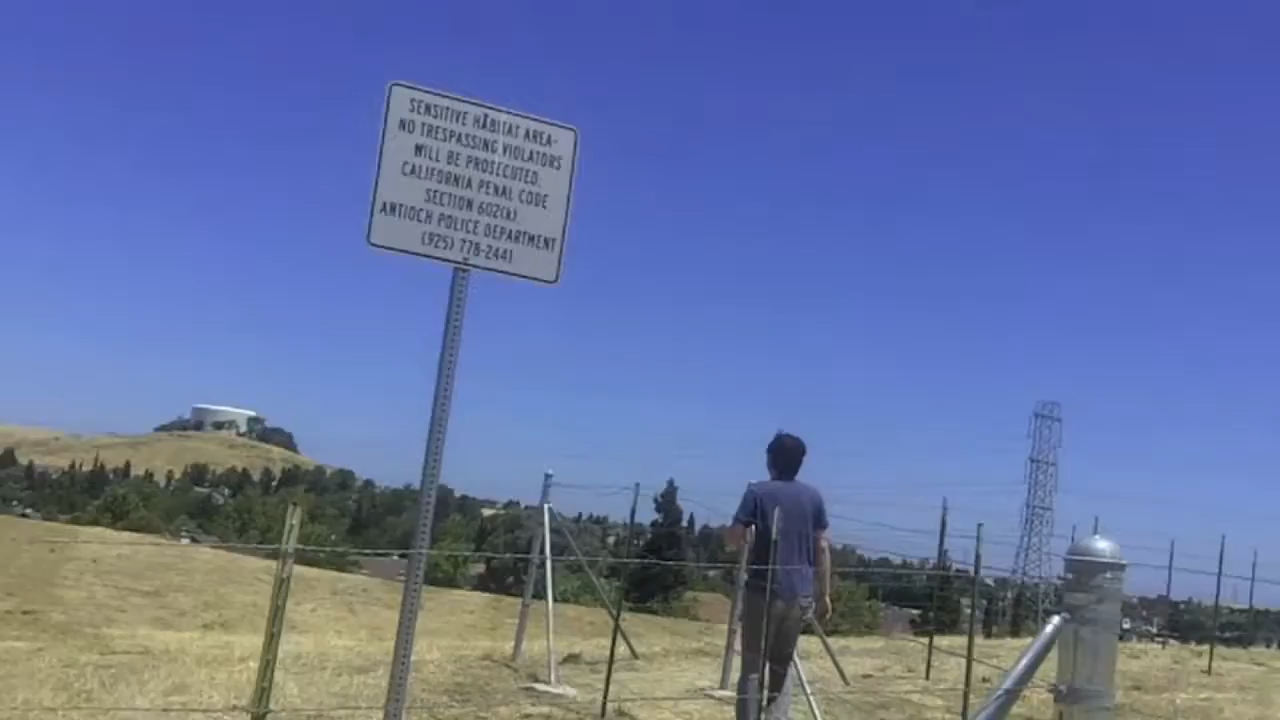 SENSITIVE HABITAT AREA-
NO TRESPASSING VIOLATORS
WILL BE PROSECUTED.
CALIFORNIA PENAL CODE
SECTION 602(k).
ANTIOCH POLICE DEPARTMENT
(925) 778-2441